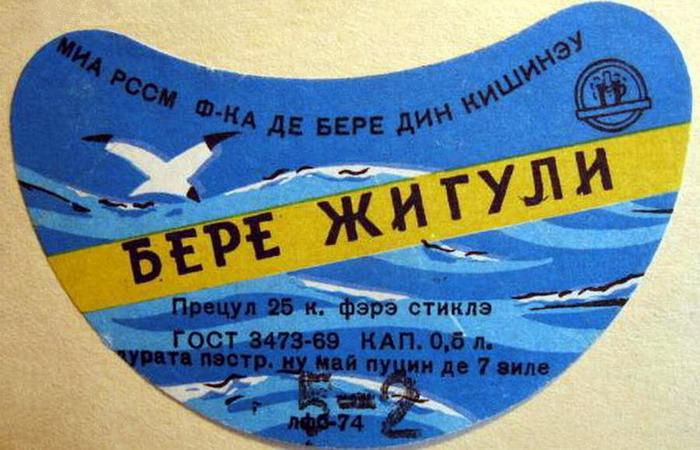 МИА РССМ Ф-КА ДЕ БЕРЕ ДИН КИШИНЭУ
БЕРЕ ЖИГУЛИ
Прецул 25 к. фэрэ стиклэ
ГОСТ 3473-69 КАП. 0,5 л.
дурата пэстр. ну май пуцин де 7 зиле
5-2
лфб-74